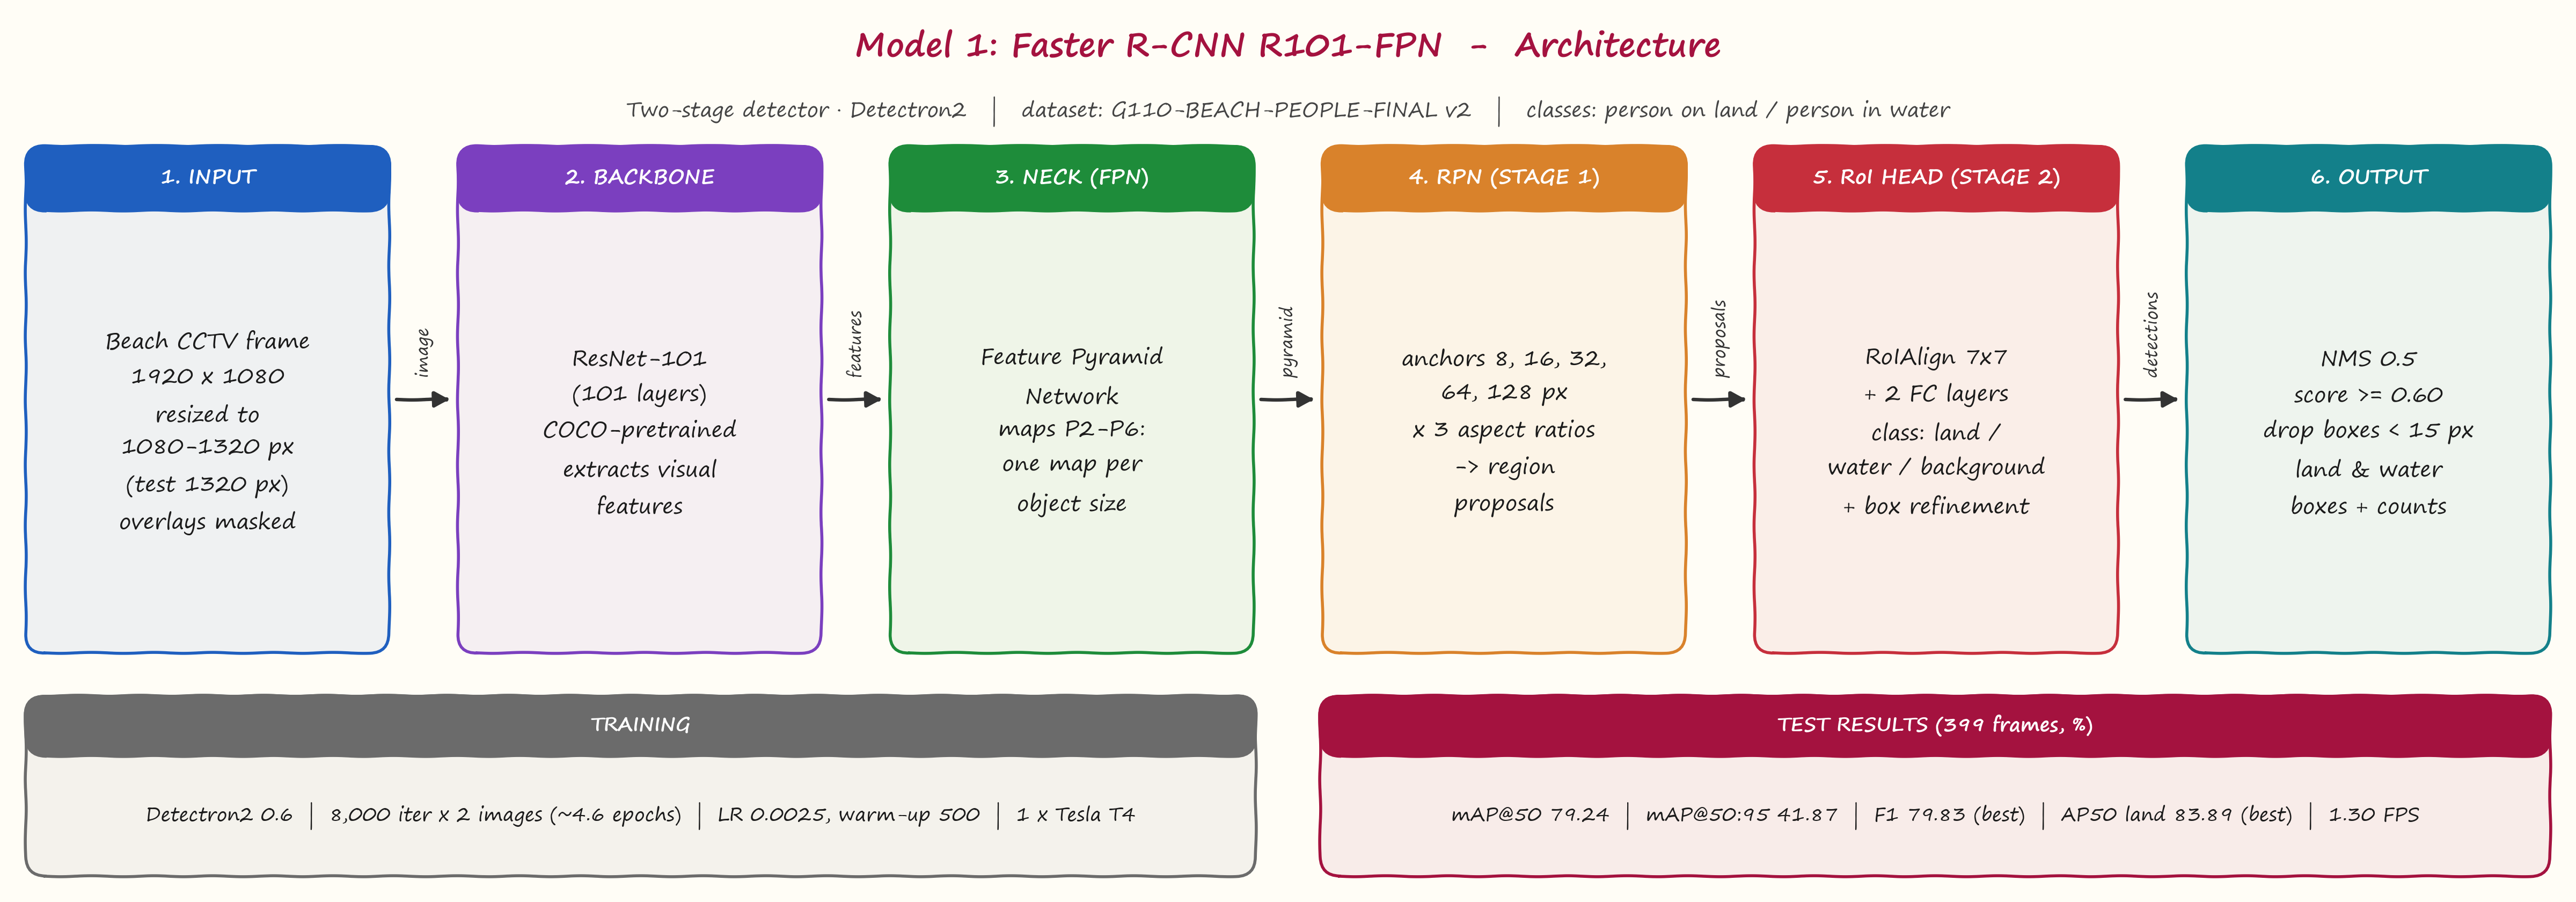 Model 1: Faster R-CNN R101-FPN - Architecture
Two-stage detector · Detectron2 | dataset: G110-BEACH-PEOPLE-FINAL v2 | classes: person on land / person in water
1. INPUT
Beach CCTV frame
1920 x 1080
resized to
1080-1320 px
(test 1320 px)
overlays masked
image
2. BACKBONE
ResNet-101
(101 layers)
COCO-pretrained
extracts visual
features
features
3. NECK (FPN)
Feature Pyramid
Network
maps P2-P6:
one map per
object size
pyramid
4. RPN (STAGE 1)
anchors 8, 16, 32,
64, 128 px
x 3 aspect ratios
-> region
proposals
proposals
5. RoI HEAD (STAGE 2)
RoIAlign 7x7
+ 2 FC layers
class: land /
water / background
+ box refinement
detections
6. OUTPUT
NMS 0.5
score >= 0.60
drop boxes < 15 px
land & water
boxes + counts
TRAINING
Detectron2 0.6 | 8,000 iter x 2 images (~4.6 epochs) | LR 0.0025, warm-up 500 | 1 x Tesla T4
TEST RESULTS (399 frames, %)
mAP@50 79.24 | mAP@50:95 41.87 | F1 79.83 (best) | AP50 land 83.89 (best) | 1.30 FPS